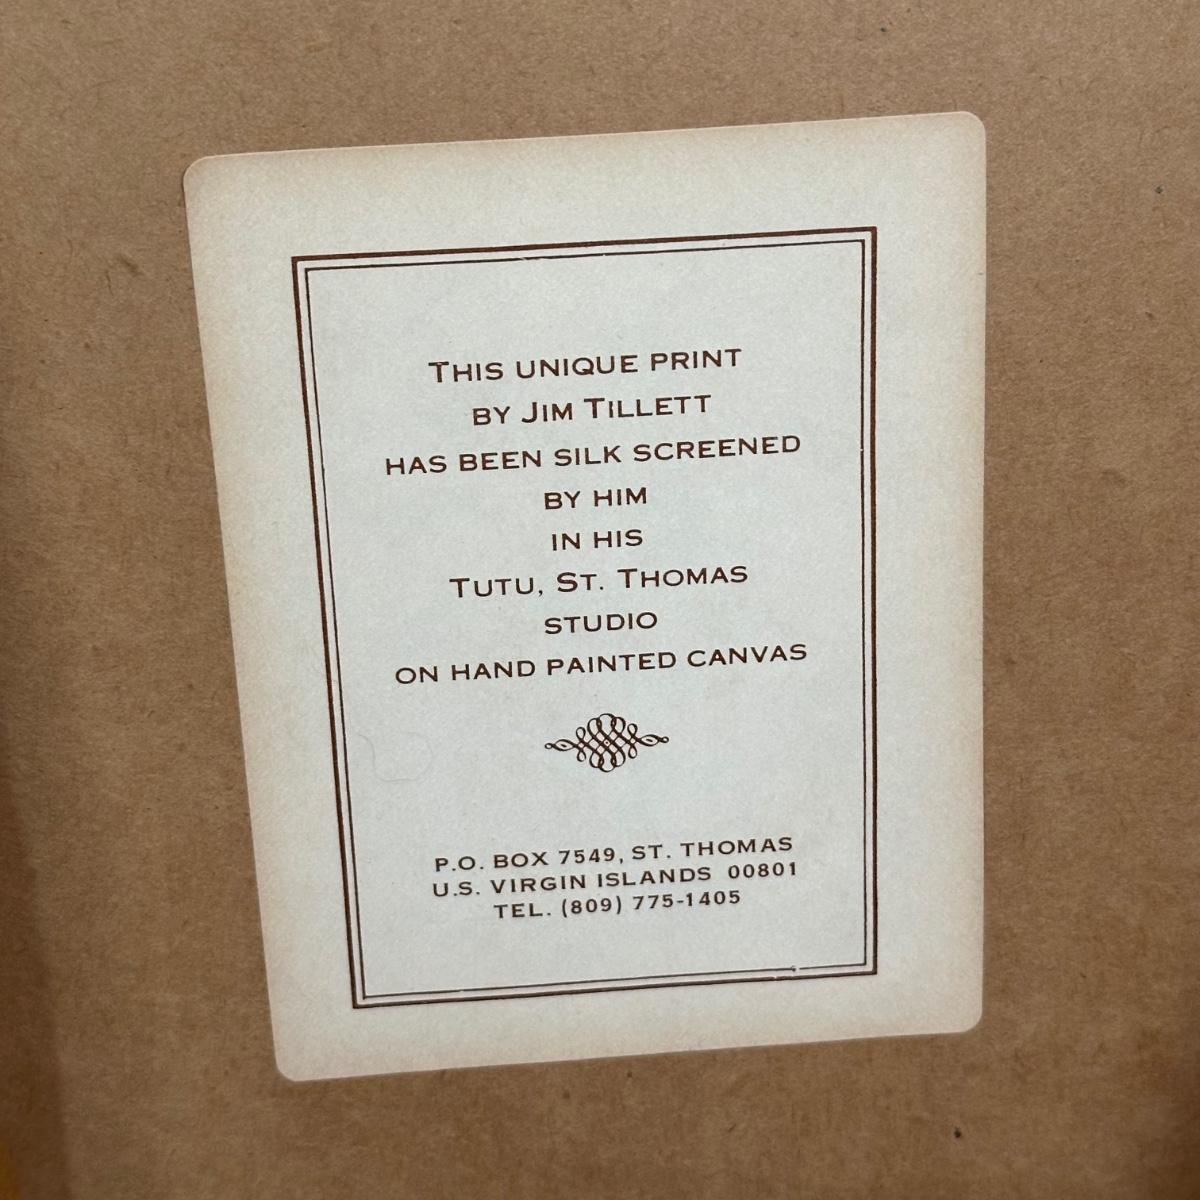 THIS UNIQUE PRINT
BY JIM TILLETT
HAS BEEN SILK SCREENED
BY HIM
IN HIS
TUTU, ST. THOMAS
STUDIO
ON HAND PAINTED CANVAS
P.O. BOX 7549, ST. THOMAS
U.S. VIRGIN ISLANDS 00801
TEL. (809) 775-1405